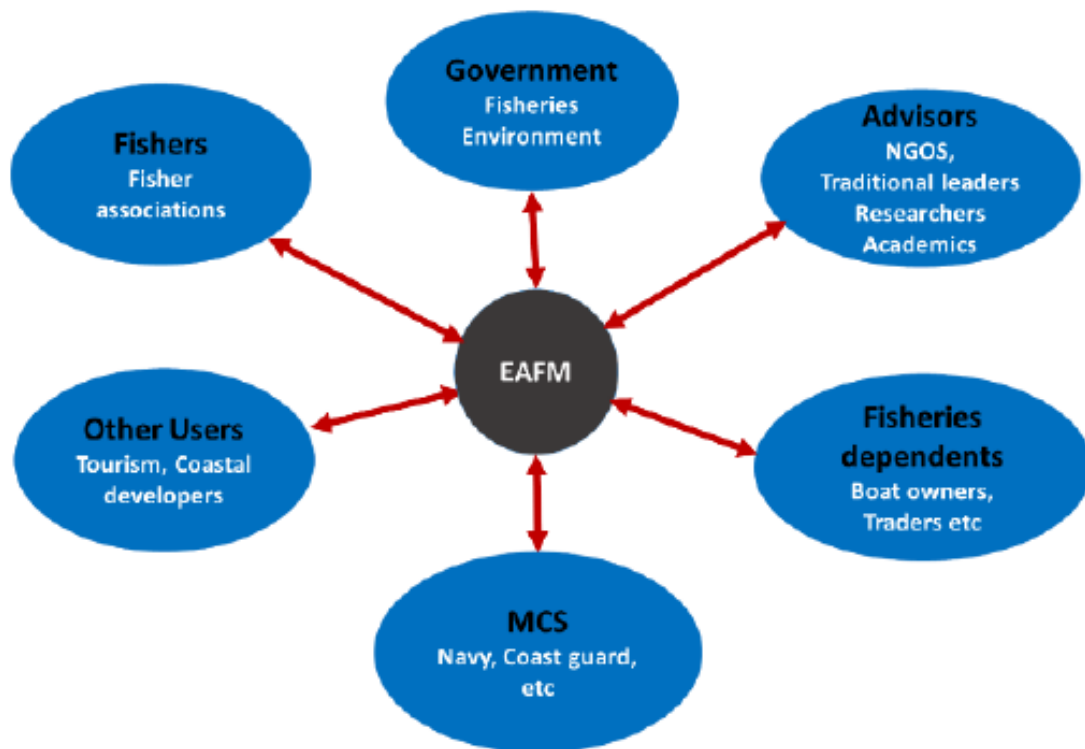 Government
Fisheries
Environment
Fishers
Fisher
associations
Advisors
NGOS,
Traditional leaders
Researchers
Academics
EAFM
Other Users
Tourism, Coastal
developers
Fisheries
dependents
Boat owners,
Traders etc
MCS
Navy, Coast guard,
etc